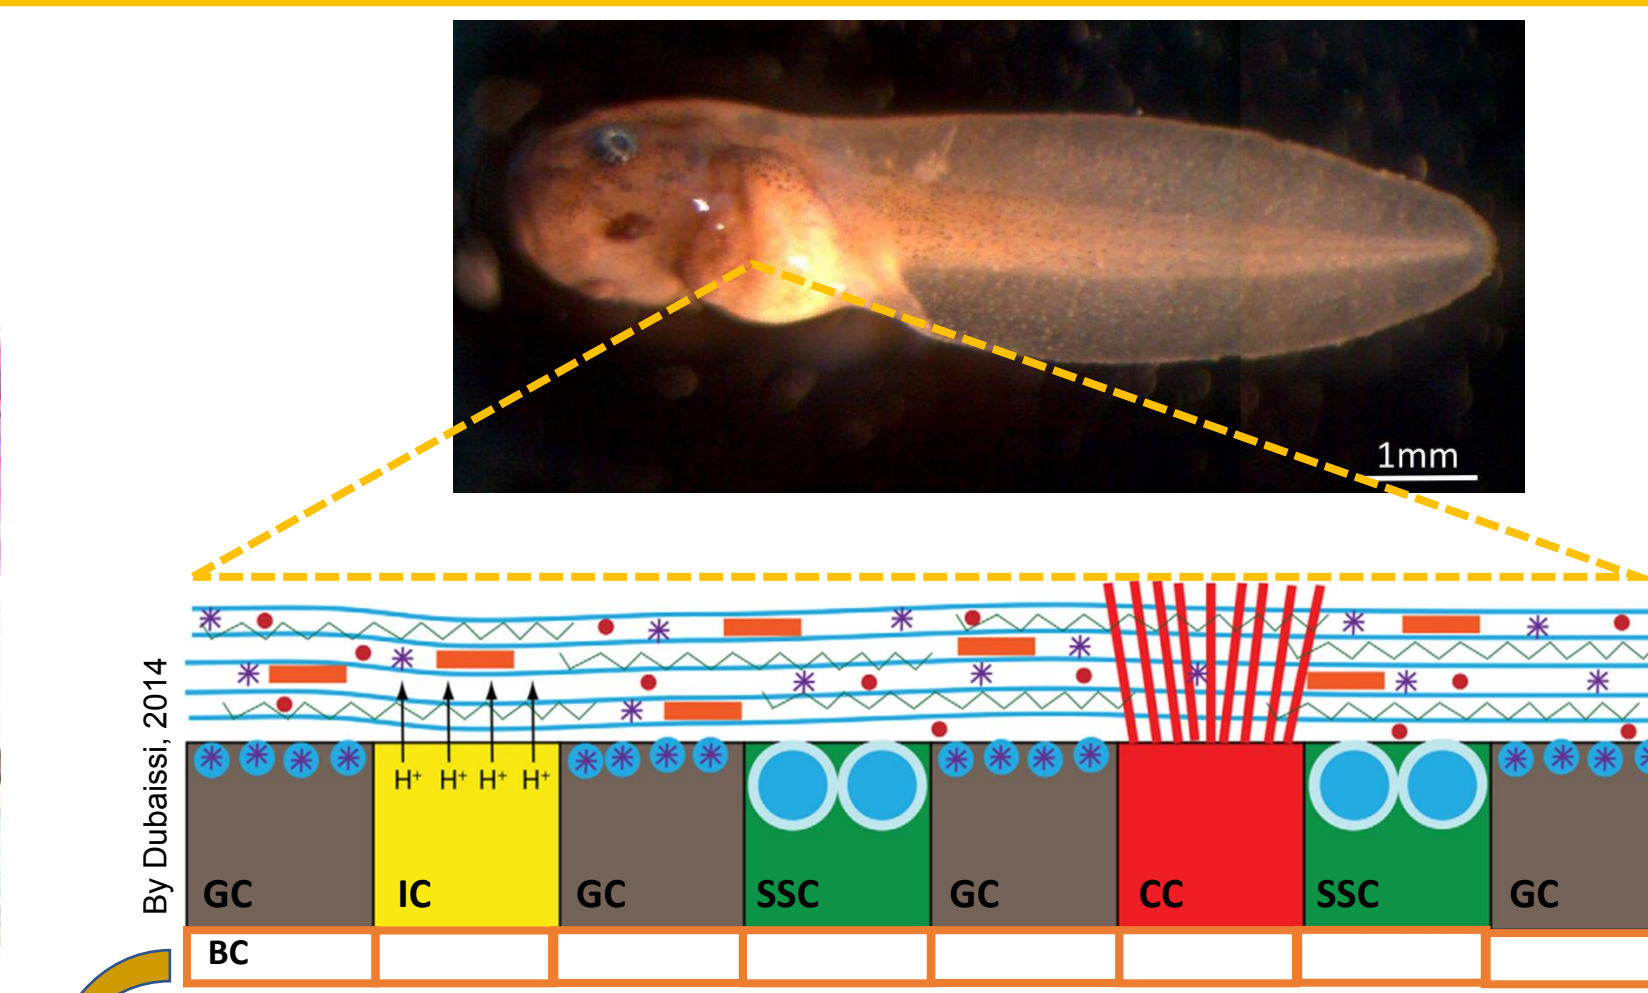 1mm
By Dubaissi, 2014
H⁺ H⁺ H⁺ H⁺
GC IC GC SSC GC CC SSC GC
BC